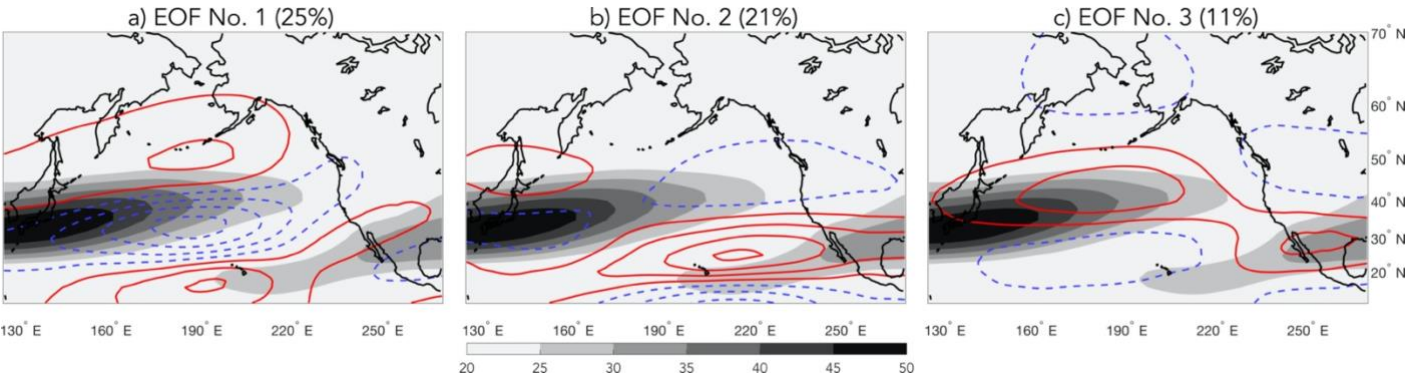 a) EOF No. 1 (25%)
b) EOF No. 2 (21%)
c) EOF No. 3 (11%)
70° N
60° N
50° N
40° N
30° N
20° N
130° E 160° E 190° E 220° E 250° E
130° E 160° E 190° E 220° E 250° E
130° E 160° E 190° E 220° E 250° E
20 25 30 35 40 45 50